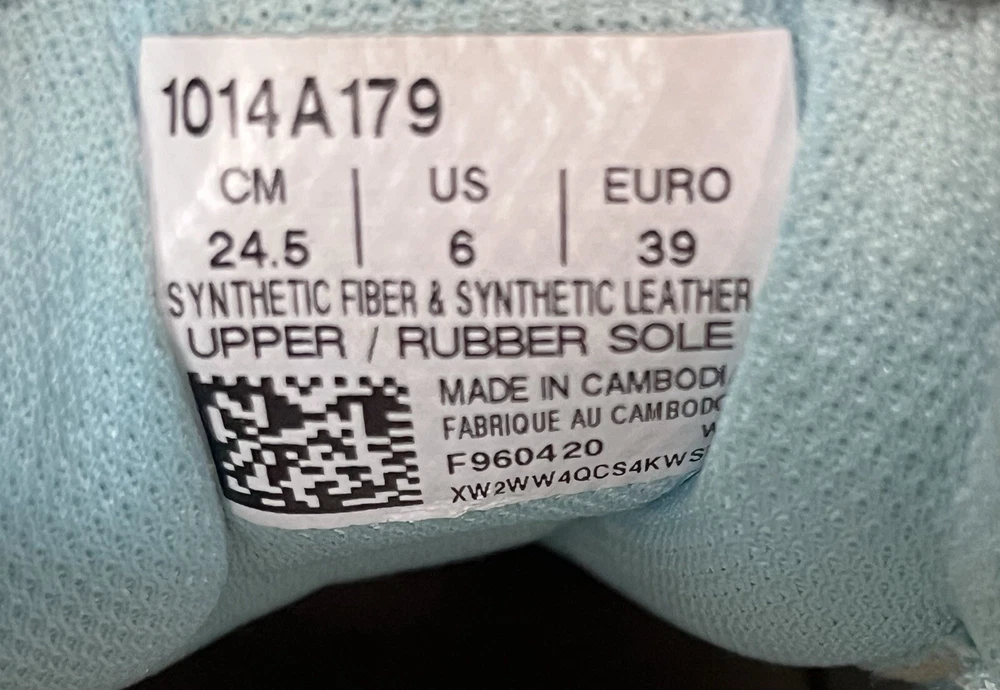 1014A179
CM | US | EURO
24.5 | 6 | 39
SYNTHETIC FIBER & SYNTHETIC LEATHER
UPPER / RUBBER SOLE
MADE IN CAMBODI
FABRIQUE AU CAMBODG
W
F960420
XW2WW4QCS4KWS